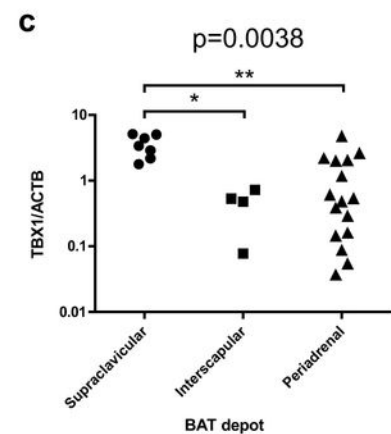 c
p=0.0038
**
*
TBX1/ACTB
10
1
0.1
0.01
Supraclavicular
Interscapular
Periadrenal
BAT depot